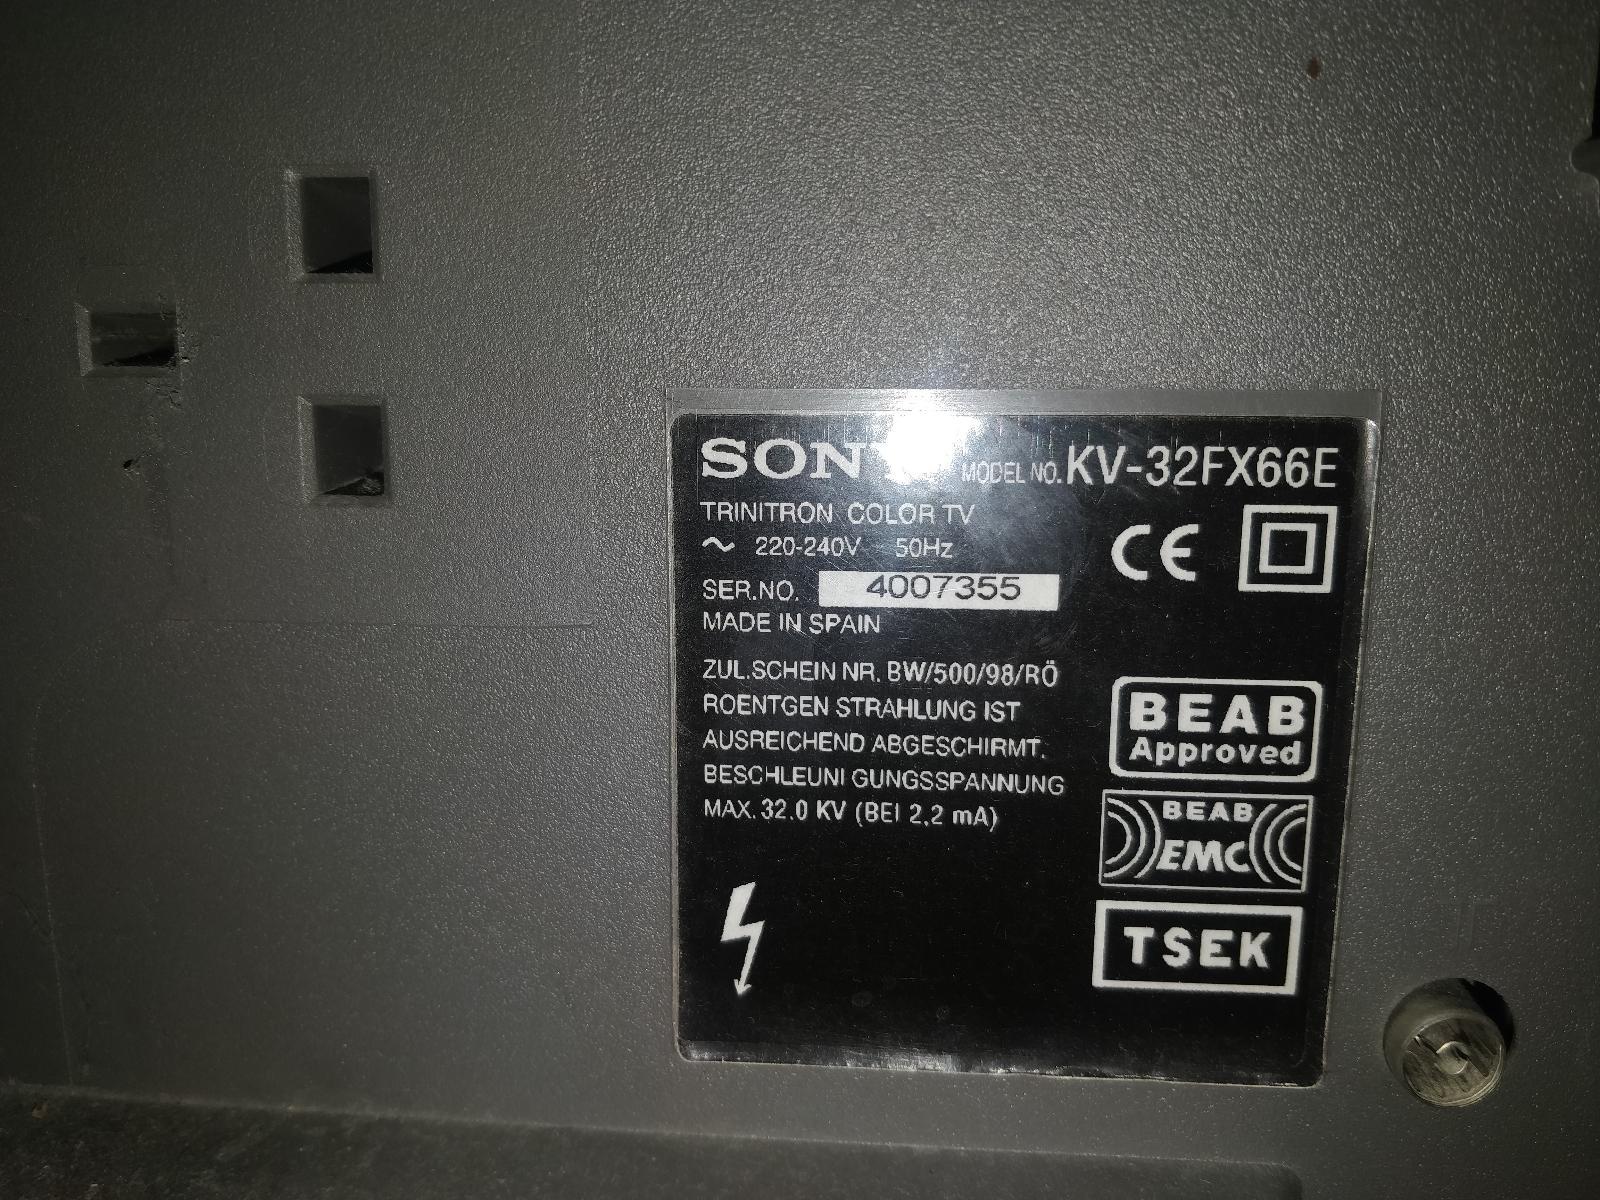 SONY MODEL NO. KV-32FX66E
TRINITRON COLOR TV
~ 220-240V 50Hz
CE
SER.NO. 4007355
MADE IN SPAIN
ZUL.SCHEIN NR. BW/500/98/RÖ
ROENTGEN STRAHLUNG IST
AUSREICHEND ABGESCHIRMT.
BESCHLEUNI GUNGSSPANNUNG
MAX. 32.0 KV (BEI 2,2 mA)
BEAB
Approved
BEAB
EMC
TSEK